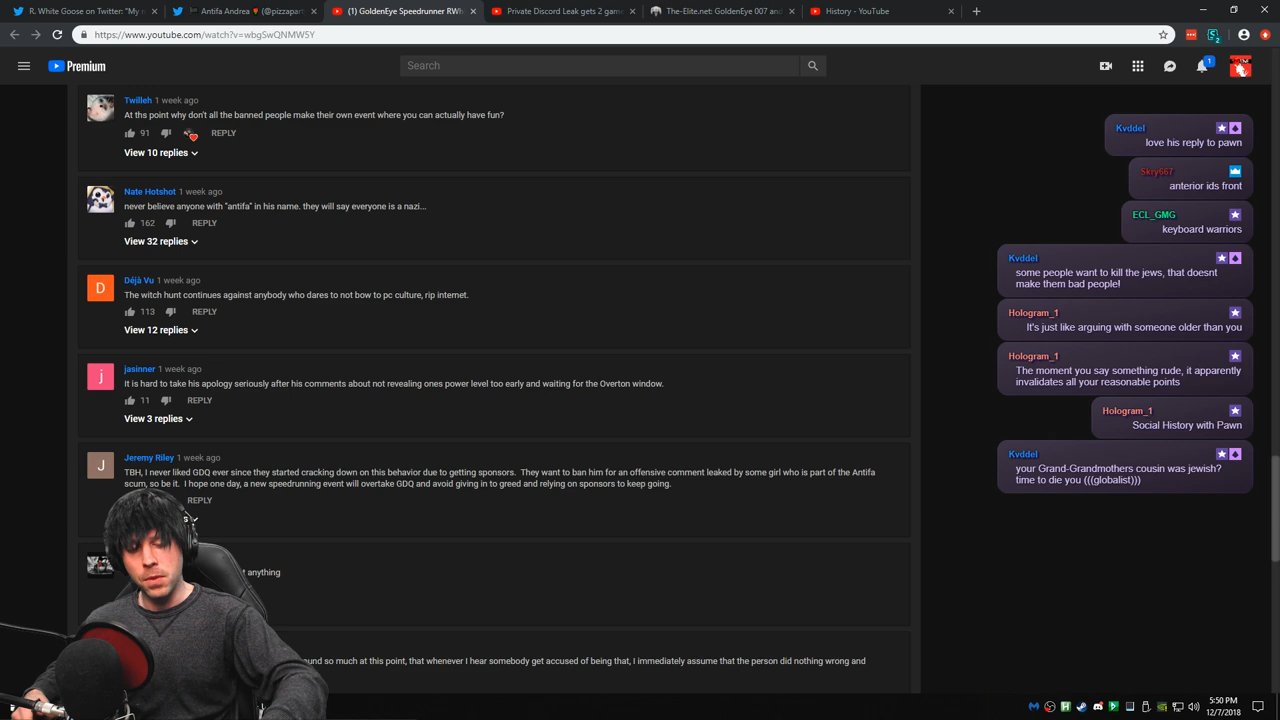 R. White Goose on Twitter: "My n
Antifa Andrea
(@pizzapart
(1) GoldenEye Speedrunner RWh
Private Discord Leak gets 2 game
The-Elite.net: GoldenEye 007 and
History - YouTube
https://www.youtube.com/watch?v=wbgSwQNMW5Y
Premium
Search
1
Twilleh 1 week ago
At ths point why don't all the banned people make their own event where you can actually have fun?
91 REPLY
View 10 replies
Nate Hotshot 1 week ago
never believe anyone with "antifa" in his name. they will say everyone is a nazi...
162 REPLY
View 32 replies
D
Déjà Vu 1 week ago
The witch hunt continues against anybody who dares to not bow to pc culture, rip internet.
113 REPLY
View 12 replies
j
jasinner 1 week ago
It is hard to take his apology seriously after his comments about not revealing ones power level too early and waiting for the Overton window.
11 REPLY
View 3 replies
J
Jeremy Riley 1 week ago
TBH, I never liked GDQ ever since they started cracking down on this behavior due to getting sponsors. They want to ban him for an offensive comment leaked by some girl who is part of the Antifa
scum, so be it. I hope one day, a new speedrunning event will overtake GDQ and avoid giving in to greed and relying on sponsors to keep going.
REPLY
s
t anything
und so much at this point, that whenever I hear somebody get accused of being that, I immediately assume that the person did nothing wrong and
Kvddel
love his reply to pawn
Skry667
anterior ids front
ECL_GMG
keyboard warriors
Kvddel
some people want to kill the jews, that doesnt
make them bad people!
Hologram_1
It's just like arguing with someone older than you
Hologram_1
The moment you say something rude, it apparently
invalidates all your reasonable points
Hologram_1
Social History with Pawn
Kvddel
your Grand-Grandmothers cousin was jewish?
time to die you (((globalist)))
5:50 PM
12/7/2018